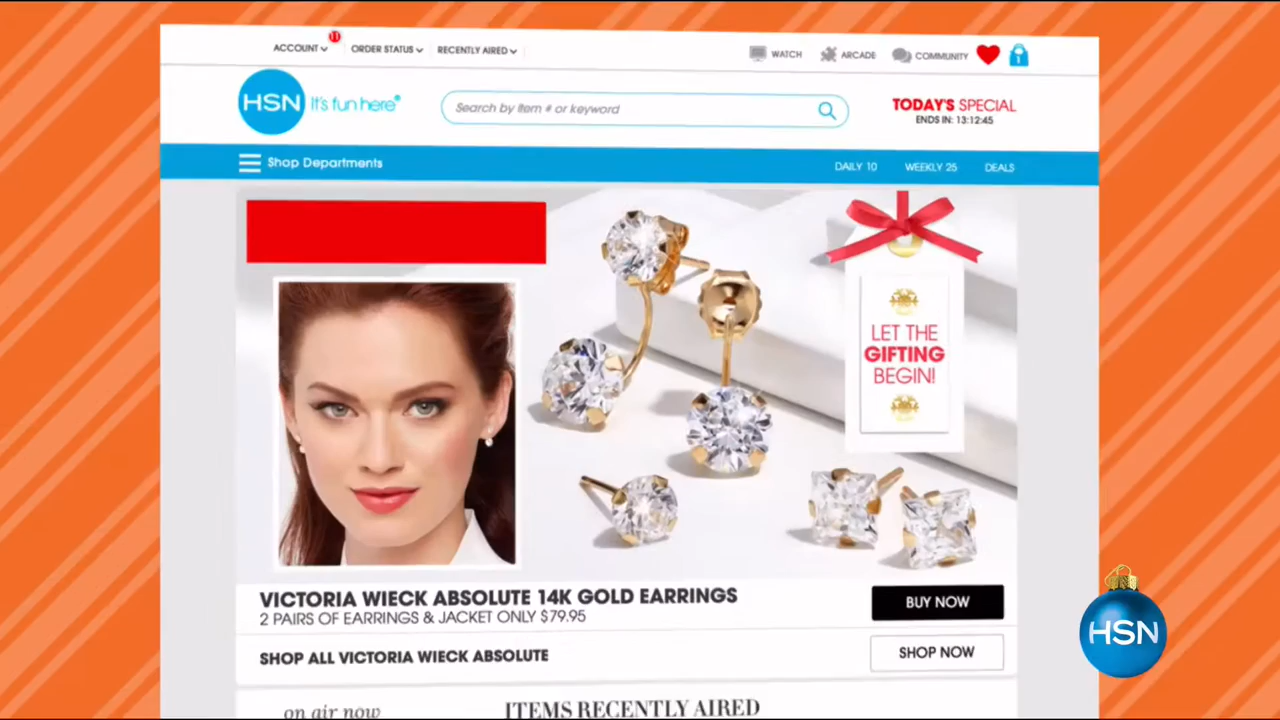 11
ACCOUNT
ORDER STATUS
RECENTLY AIRED
WATCH
ARCADE
COMMUNITY
1
HSN
It's fun here
Search by Item # or keyword
TODAY'S SPECIAL
ENDS IN: 13:12:45
Shop Departments
DAILY 10
WEEKLY 25
DEALS
LET THE
GIFTING
BEGIN!
VICTORIA WIECK ABSOLUTE 14K GOLD EARRINGS
2 PAIRS OF EARRINGS & JACKET ONLY $79.95
BUY NOW
SHOP ALL VICTORIA WIECK ABSOLUTE
SHOP NOW
HSN
on air now
ITEMS RECENTLY AIRED